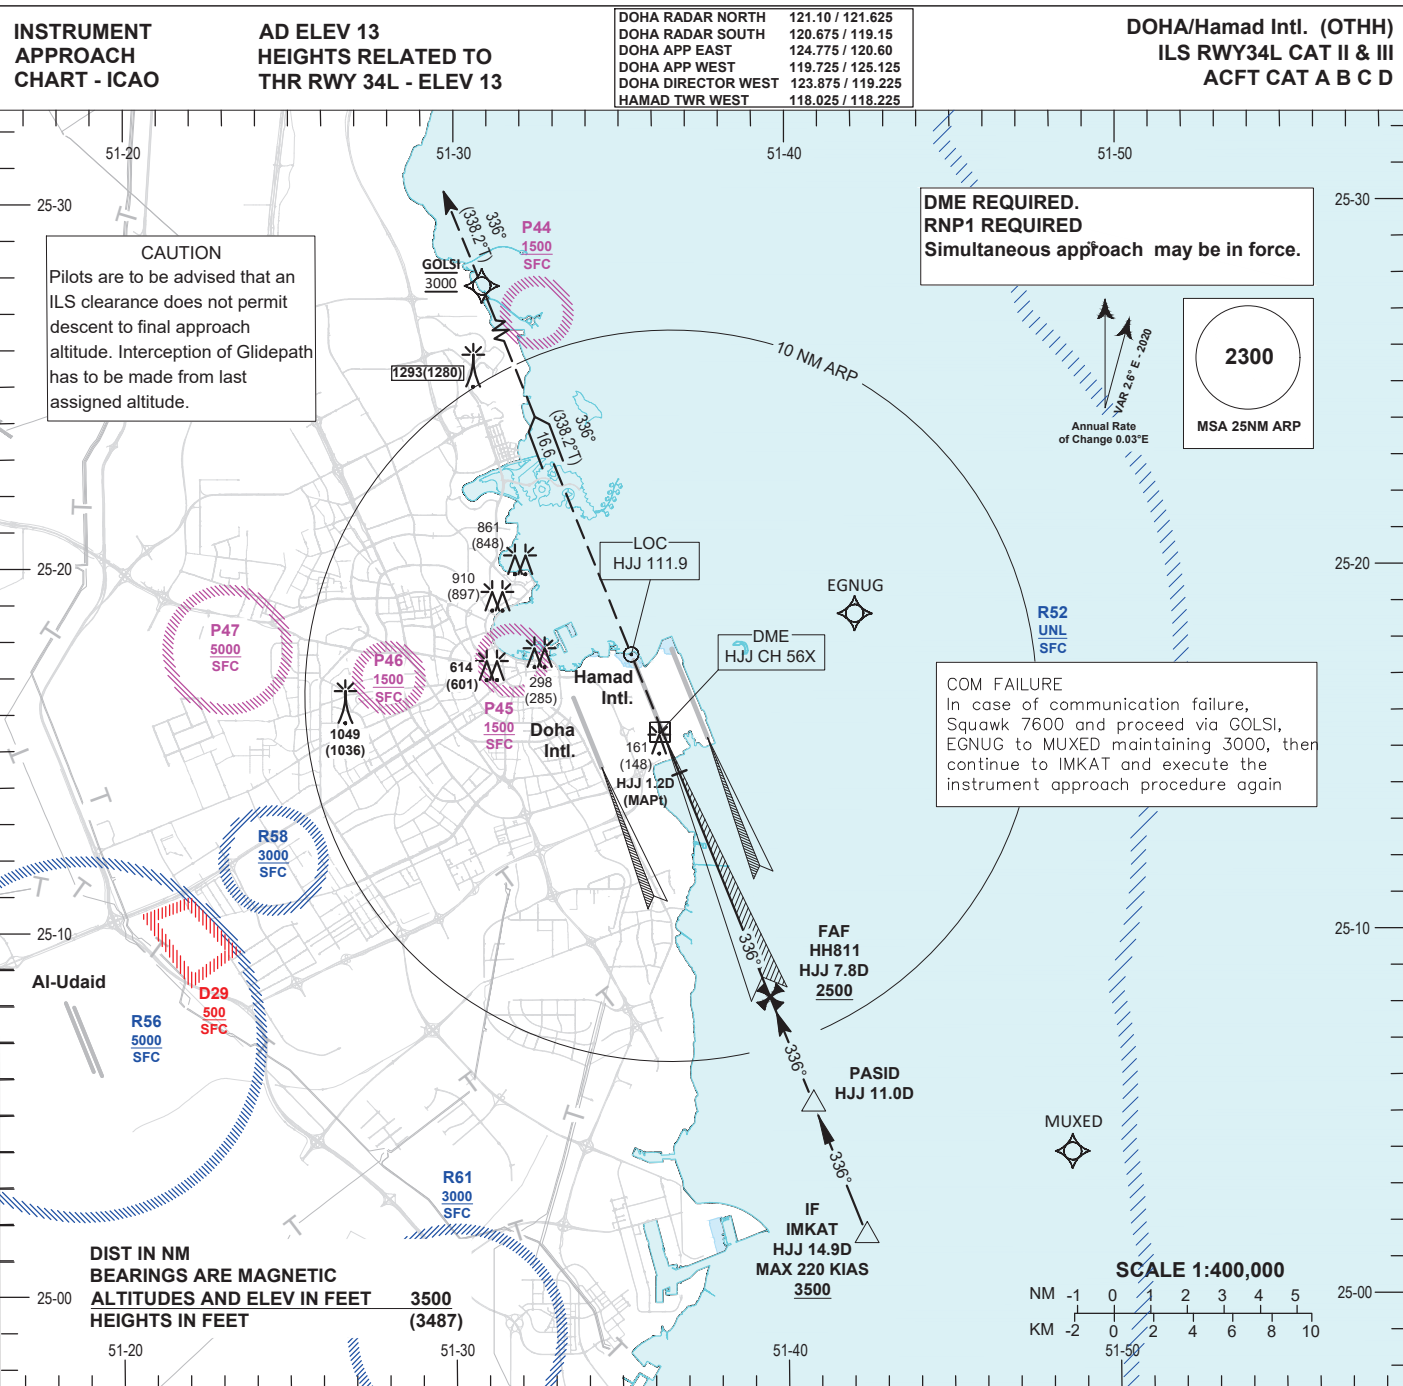 INSTRUMENT
APPROACH
CHART - ICAO
AD ELEV 13
HEIGHTS RELATED TO
THR RWY 34L - ELEV 13
DOHA RADAR NORTH 121.10 / 121.625
DOHA RADAR SOUTH 120.675 / 119.15
DOHA APP EAST 124.775 / 120.60
DOHA APP WEST 119.725 / 125.125
DOHA DIRECTOR WEST 123.875 / 119.225
HAMAD TWR WEST 118.025 / 118.225
DOHA/Hamad Intl. (OTHH)
ILS RWY34L CAT II & III
ACFT CAT A B C D
51-20
51-30
51-40
51-50
25-30
25-30
DME REQUIRED.
RNP1 REQUIRED
Simultaneous approach may be in force.
CAUTION
Pilots are to be advised that an
ILS clearance does not permit
descent to final approach
altitude. Interception of Glidepath
has to be made from last
assigned altitude.
336°
(338.2°T)
P44
1500
SFC
GOLSI
3000
1293(1280)
10 NM ARP
VAR 2.6° E - 2020
Annual Rate
of Change 0.03°E
2300
MSA 25NM ARP
336°
(338.2°T)
16.6
861
(848)
LOC
HJJ 111.9
25-20
25-20
910
(897)
EGNUG
R52
UNL
SFC
P47
5000
SFC
DME
HJJ CH 56X
P46
1500
SFC
614
(601)
298
(285)
Hamad
Intl.
P45
1500
SFC
Doha
Intl.
1049
(1036)
161
(148)
HJJ 1.2D
(MAPt)
COM FAILURE
In case of communication failure,
Squawk 7600 and proceed via GOLSI,
EGNUG to MUXED maintaining 3000, then
continue to IMKAT and execute the
instrument approach procedure again
R58
3000
SFC
25-10
25-10
336°
FAF
HH811
HJJ 7.8D
2500
Al-Udaid
D29
500
SFC
R56
5000
SFC
336°
PASID
HJJ 11.0D
MUXED
336°
R61
3000
SFC
IF
IMKAT
HJJ 14.9D
MAX 220 KIAS
3500
DIST IN NM
BEARINGS ARE MAGNETIC
ALTITUDES AND ELEV IN FEET 3500
HEIGHTS IN FEET (3487)
SCALE 1:400,000
NM -1 0 1 2 3 4 5
KM -2 0 2 4 6 8 10
25-00
25-00
51-20
51-30
51-40
51-50